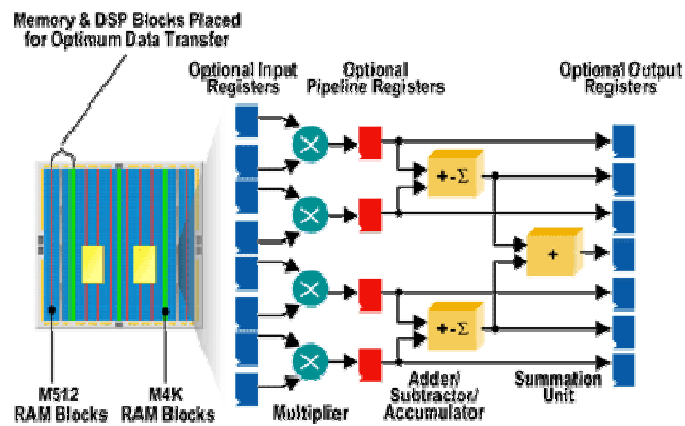 Memory & DSP Blocks Placed
for Optimum Data Transfer
Optional Input
Registers
Optional
Pipeline Registers
Optional Output
Registers
×
×
×
×
+-Σ
+
+-Σ
M512
RAM Blocks
M4K
RAM Blocks
Multiplier
Adder/
Subtractor/
Accumulator
Summation
Unit